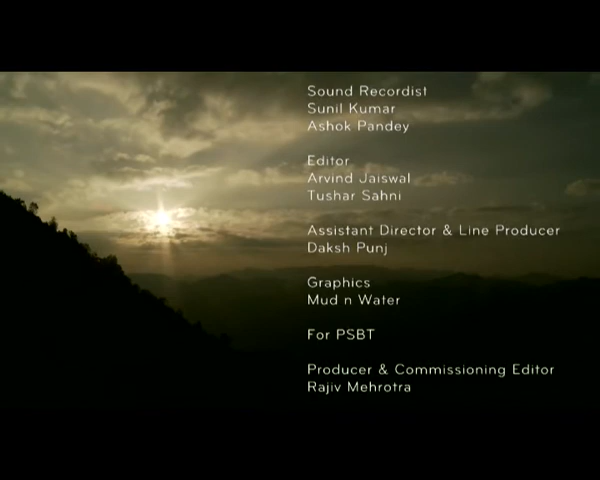 Sound Recordist
Sunil Kumar
Ashok Pandey
Editor
Arvind Jaiswal
Tushar Sahni
Assistant Director & Line Producer
Daksh Punj
Graphics
Mud n Water
For PSBT
Producer & Commissioning Editor
Rajiv Mehrotra